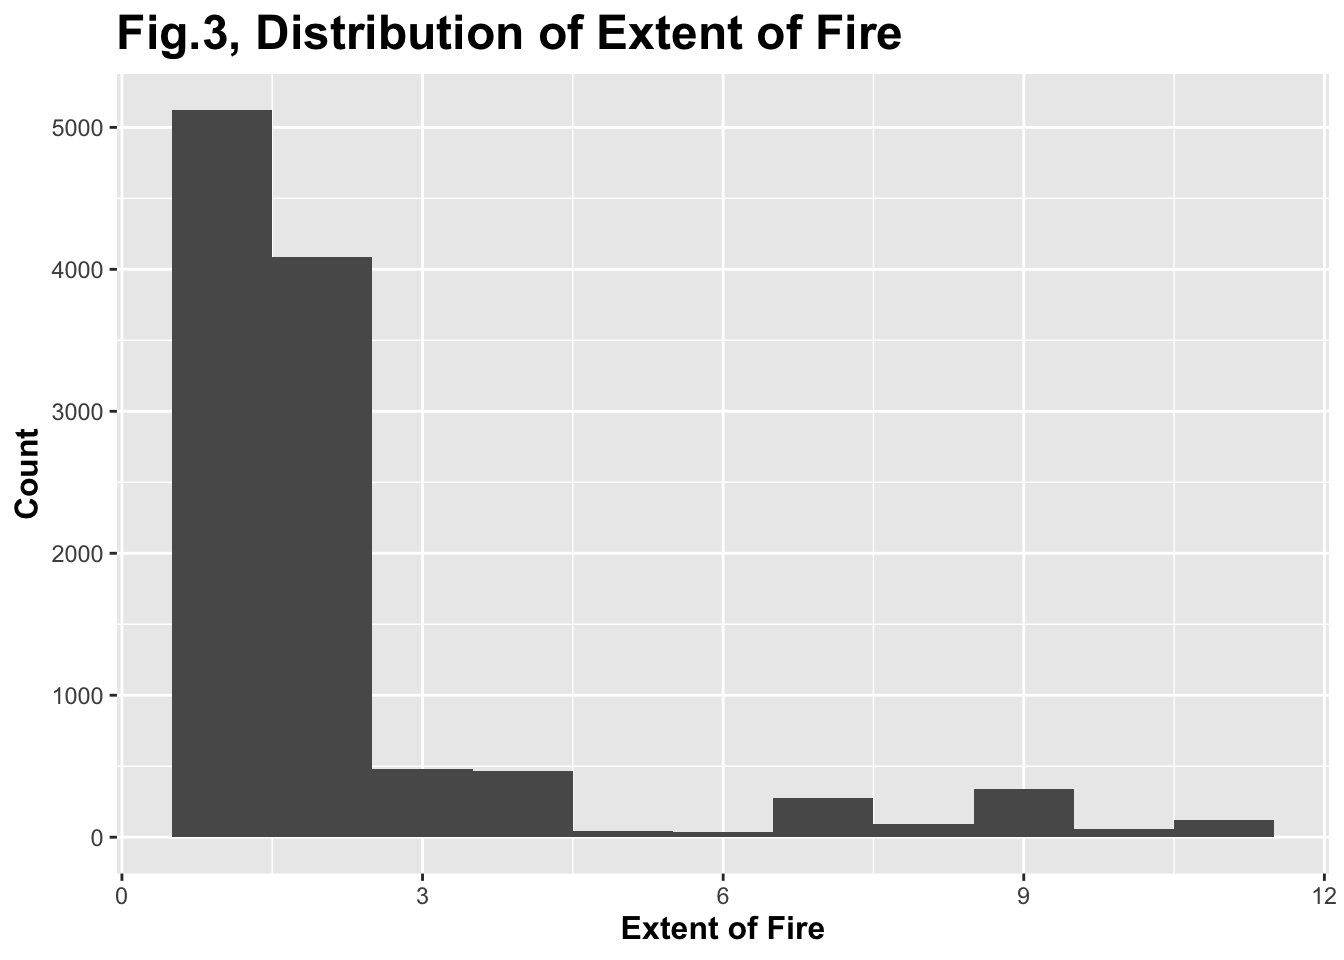 Fig.3, Distribution of Extent of Fire
5000
4000
3000
2000
1000
0
Count
0 3 6 9 12
Extent of Fire